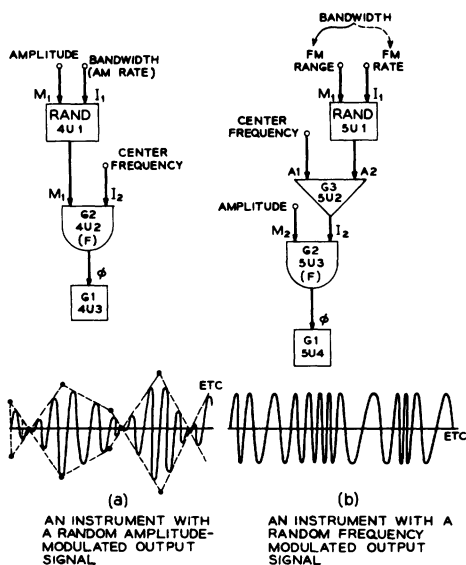 AMPLITUDE
BANDWIDTH
(AM RATE)
M1 I1
RAND
4U1
CENTER
FREQUENCY
M1 I2
G2
4U2
(F)
ϕ
G1
4U3
ETC
(a)
AN INSTRUMENT WITH
A RANDOM AMPLITUDE-
MODULATED OUTPUT
SIGNAL
BANDWIDTH
FM
RANGE
FM
RATE
M1 I1
RAND
5U1
CENTER
FREQUENCY
A1 A2
G3
5U2
AMPLITUDE
M2 I2
G2
5U3
(F)
ϕ
G1
5U4
ETC
(b)
AN INSTRUMENT WITH A
RANDOM FREQUENCY
MODULATED OUTPUT
SIGNAL